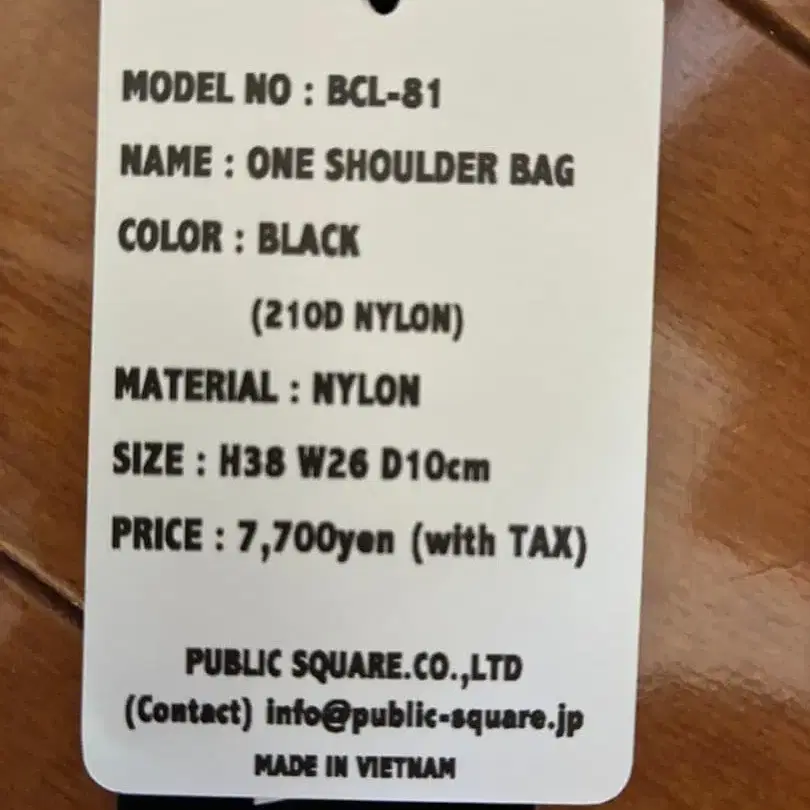 MODEL NO : BCL-81
NAME : ONE SHOULDER BAG
COLOR : BLACK
(210D NYLON)
MATERIAL : NYLON
SIZE : H38 W26 D10cm
PRICE : 7,700yen (with TAX)
PUBLIC SQUARE.CO.,LTD
(Contact) info@public-square.jp
MADE IN VIETNAM